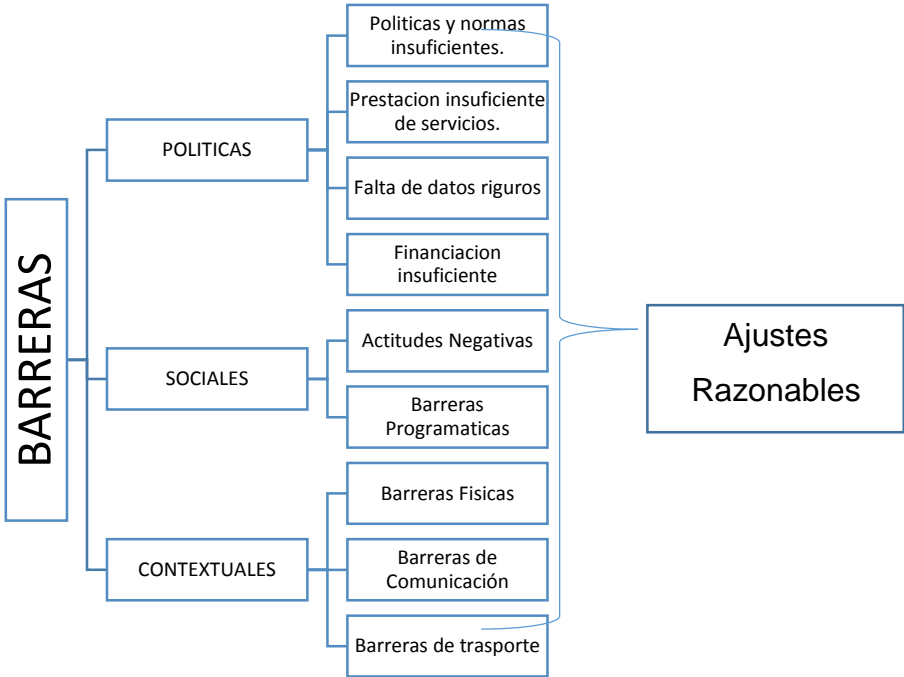 BARRERAS
POLITICAS
Politicas y normas
insuficientes.
Prestacion insuficiente
de servicios.
Falta de datos riguros
Financiacion
insuficiente
SOCIALES
Actitudes Negativas
Barreras
Programaticas
CONTEXTUALES
Barreras Fisicas
Barreras de
Comunicación
Barreras de trasporte
Ajustes
Razonables